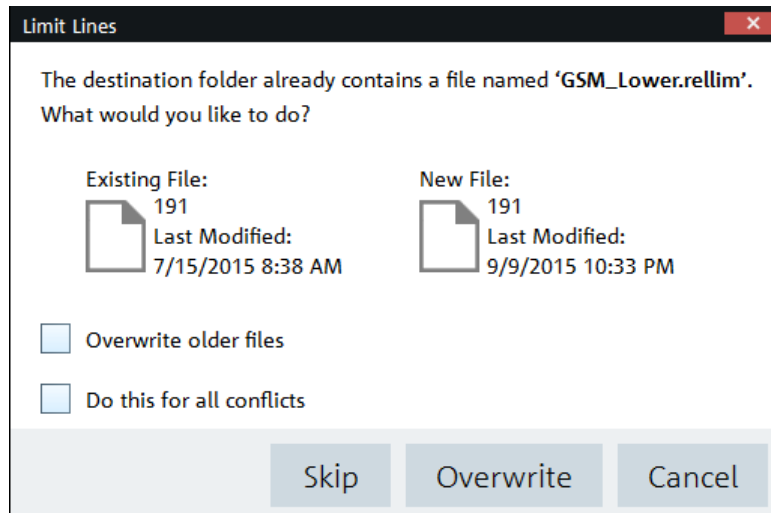 Limit Lines
The destination folder already contains a file named ‘GSM_Lower.rellim’.
What would you like to do?
Existing File:
191
Last Modified:
7/15/2015 8:38 AM
New File:
191
Last Modified:
9/9/2015 10:33 PM
Overwrite older files
Do this for all conflicts
Skip
Overwrite
Cancel